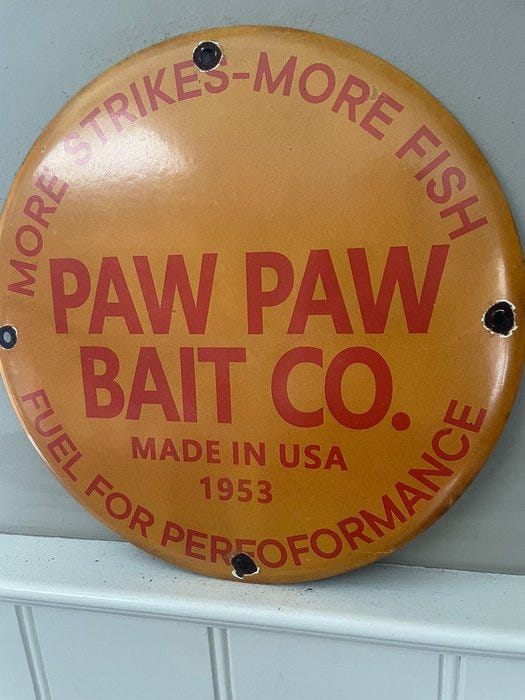 MORE STRIKES-MORE FISH
PAW PAW
BAIT CO.
MADE IN USA
1953
FUEL FOR PERFOFORMANCE